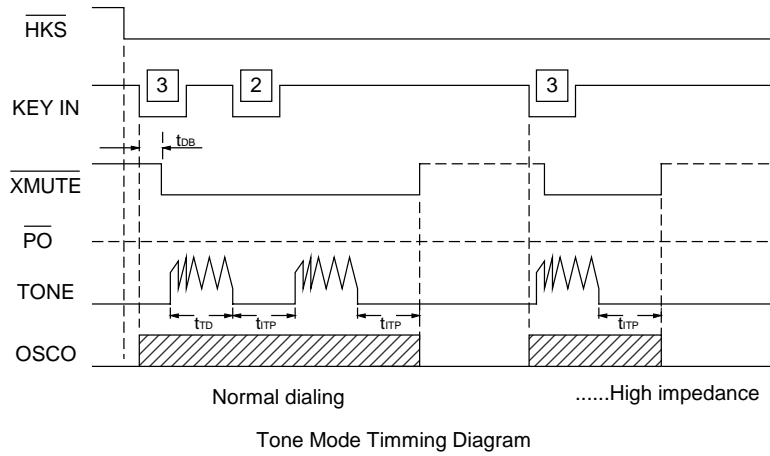 HKS
KEY IN 3 2 3
tDB
XMUTE
PO
TONE
tTD tITP tITP tITP
OSCO
Normal dialing ......High impedance
Tone Mode Timming Diagram